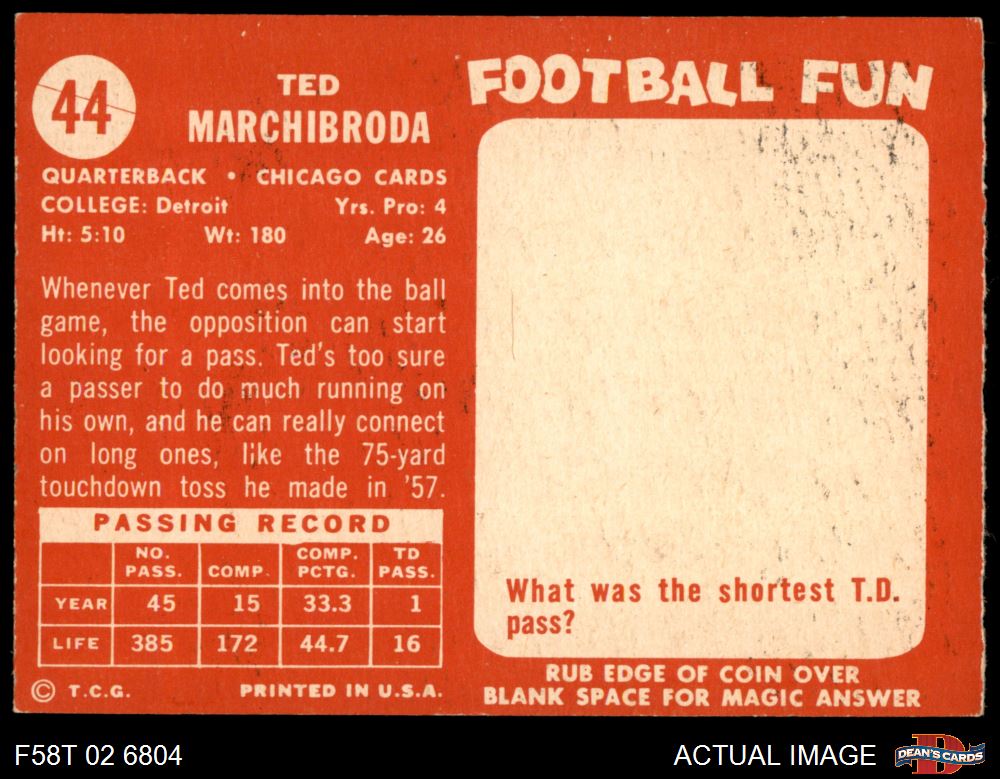 44
TED
MARCHIBRODA
QUARTERBACK • CHICAGO CARDS
COLLEGE: Detroit Yrs. Pro: 4
Ht: 5:10 Wt: 180 Age: 26
Whenever Ted comes into the ball
game, the opposition can start
looking for a pass. Ted's too sure
a passer to do much running on
his own, and he can really connect
on long ones, like the 75-yard
touchdown toss he made in '57.
PASSING RECORD
NO. PASS. COMP. COMP. PCTG. TD PASS.
YEAR 45 15 33.3 1
LIFE 385 172 44.7 16
© T.C.G. PRINTED IN U.S.A.
FOOTBALL FUN
What was the shortest T.D.
pass?
RUB EDGE OF COIN OVER
BLANK SPACE FOR MAGIC ANSWER
F58T 02 6804
ACTUAL IMAGE
DEAN'S CARDS